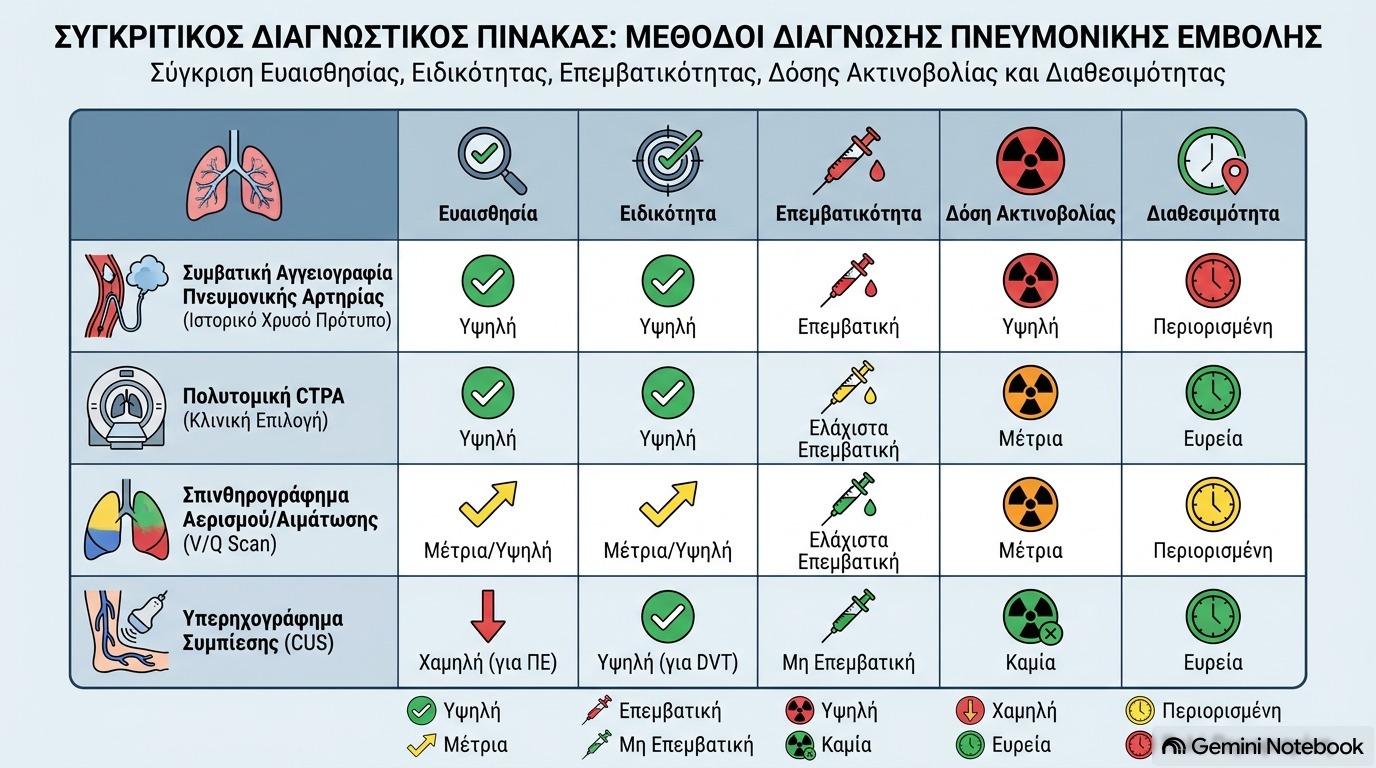 ΣΥΓΚΡΙΤΙΚΟΣ ΔΙΑΓΝΩΣΤΙΚΟΣ ΠΙΝΑΚΑΣ: ΜΕΘΟΔΟΙ ΔΙΑΓΝΩΣΗΣ ΠΝΕΥΜΟΝΙΚΗΣ ΕΜΒΟΛΗΣ
Σύγκριση Ευαισθησίας, Ειδικότητας, Επεμβατικότητας, Δόσης Ακτινοβολίας και Διαθεσιμότητας
Ευαισθησία
Ειδικότητα
Επεμβατικότητα
Δόση Ακτινοβολίας
Διαθεσιμότητα
Συμβατική Αγγειογραφία
Πνευμονικής Αρτηρίας
(Ιστορικό Χρυσό Πρότυπο)
Υψηλή
Υψηλή
Επεμβατική
Υψηλή
Περιορισμένη
Πολυτομική CTPA
(Κλινική Επιλογή)
Υψηλή
Υψηλή
Ελάχιστα
Επεμβατική
Μέτρια
Ευρεία
Σπινθηρογράφημα
Αερισμού/Αιμάτωσης
(V/Q Scan)
Μέτρια/Υψηλή
Μέτρια/Υψηλή
Ελάχιστα
Επεμβατική
Μέτρια
Περιορισμένη
Υπερηχογράφημα
Συμπίεσης (CUS)
Χαμηλή (για ΠΕ)
Υψηλή (για DVT)
Μη Επεμβατική
Καμία
Ευρεία
Υψηλή
Επεμβατική
Υψηλή
Χαμηλή
Περιορισμένη
Μέτρια
Μη Επεμβατική
Καμία
Ευρεία
Gemini Notebook